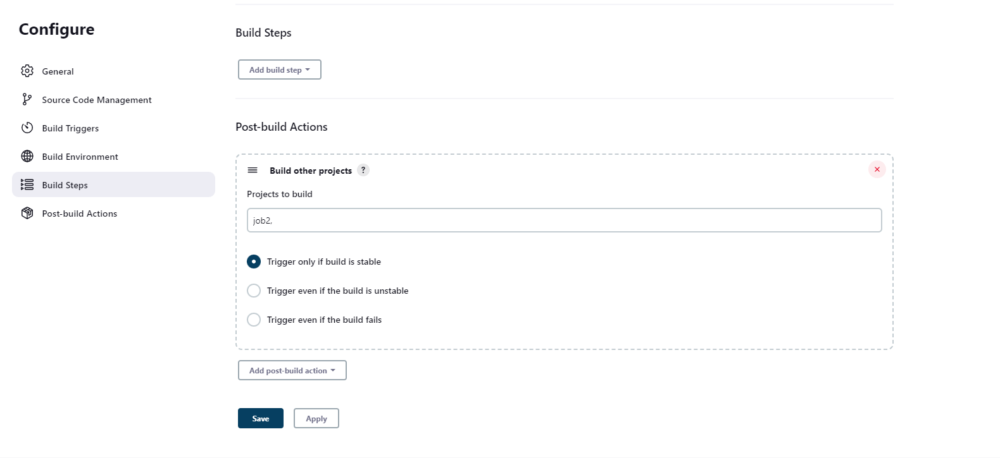 Configure
General
Source Code Management
Build Triggers
Build Environment
Build Steps
Post-build Actions
Build Steps
Add build step
Post-build Actions
Build other projects ?
Projects to build
job2,
Trigger only if build is stable
Trigger even if the build is unstable
Trigger even if the build fails
Add post-build action
Save Apply